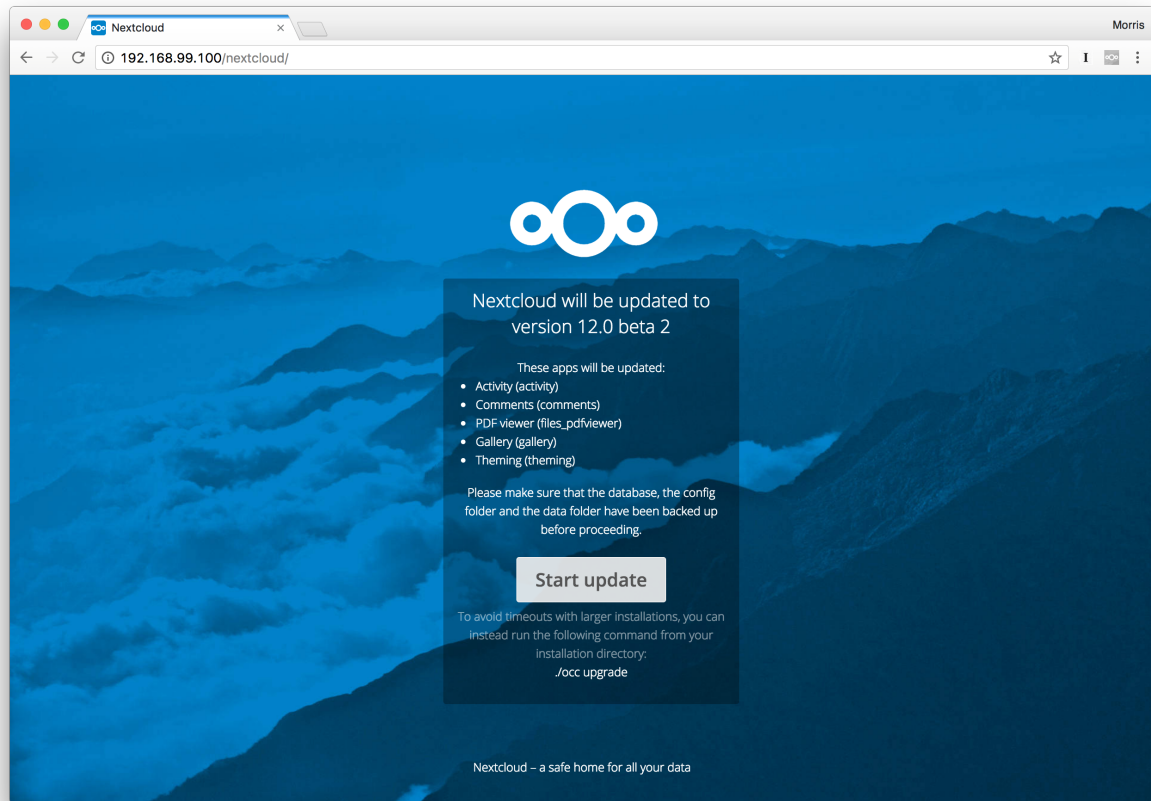 Nextcloud
Morris
192.168.99.100/nextcloud/
I
Nextcloud will be updated to
version 12.0 beta 2
These apps will be updated:
• Activity (activity)
• Comments (comments)
• PDF viewer (files_pdfviewer)
• Gallery (gallery)
• Theming (theming)
Please make sure that the database, the config
folder and the data folder have been backed up
before proceeding.
Start update
To avoid timeouts with larger installations, you can
instead run the following command from your
installation directory:
./occ upgrade
Nextcloud – a safe home for all your data